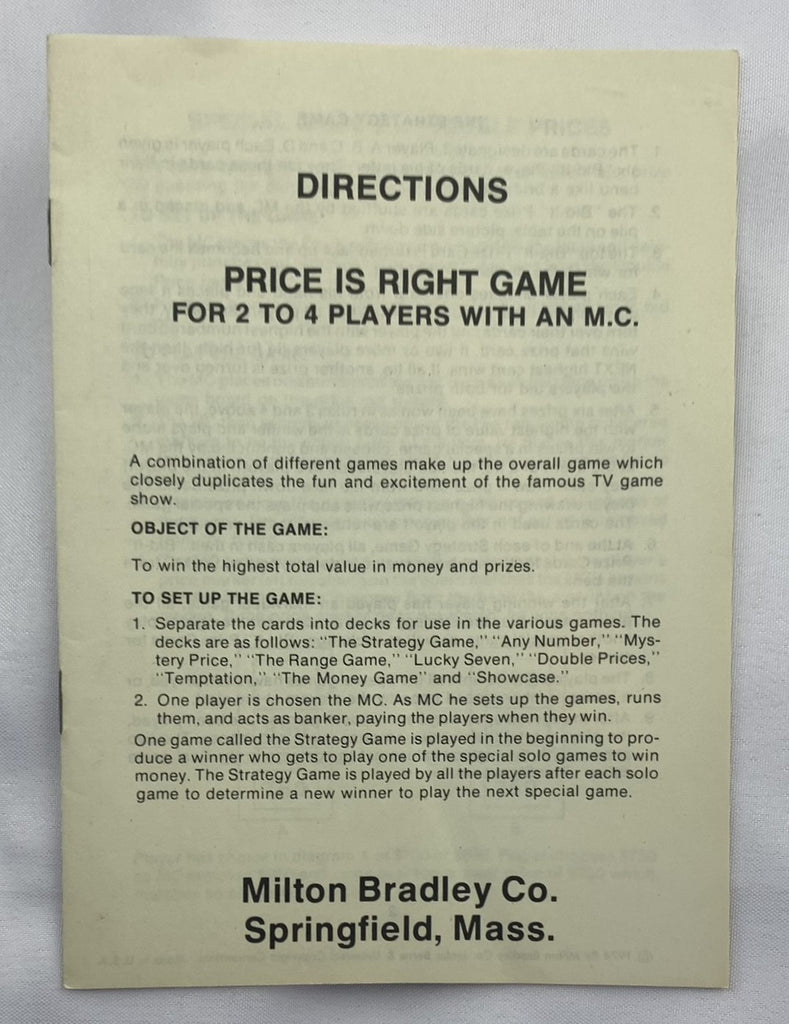 DIRECTIONS
PRICE IS RIGHT GAME
FOR 2 TO 4 PLAYERS WITH AN M.C.
A combination of different games make up the overall game which
closely duplicates the fun and excitement of the famous TV game
show.
OBJECT OF THE GAME:
To win the highest total value in money and prizes.
TO SET UP THE GAME:
1. Separate the cards into decks for use in the various games. The
decks are as follows: "The Strategy Game," "Any Number," "Mys-
tery Price," "The Range Game," "Lucky Seven," "Double Prices,"
"Temptation," "The Money Game" and "Showcase."
2. One player is chosen the MC. As MC he sets up the games, runs
them, and acts as banker, paying the players when they win.
One game called the Strategy Game is played in the beginning to pro-
duce a winner who gets to play one of the special solo games to win
money. The Strategy Game is played by all the players after each solo
game to determine a new winner to play the next special game.
Milton Bradley Co.
Springfield, Mass.